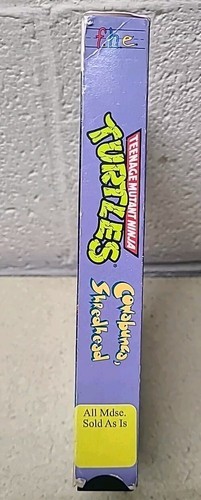 fhe
TEENAGE MUTANT NINJA
TURTLES
Cowabunga,
Shredhead
All Mdse.
Sold As Is